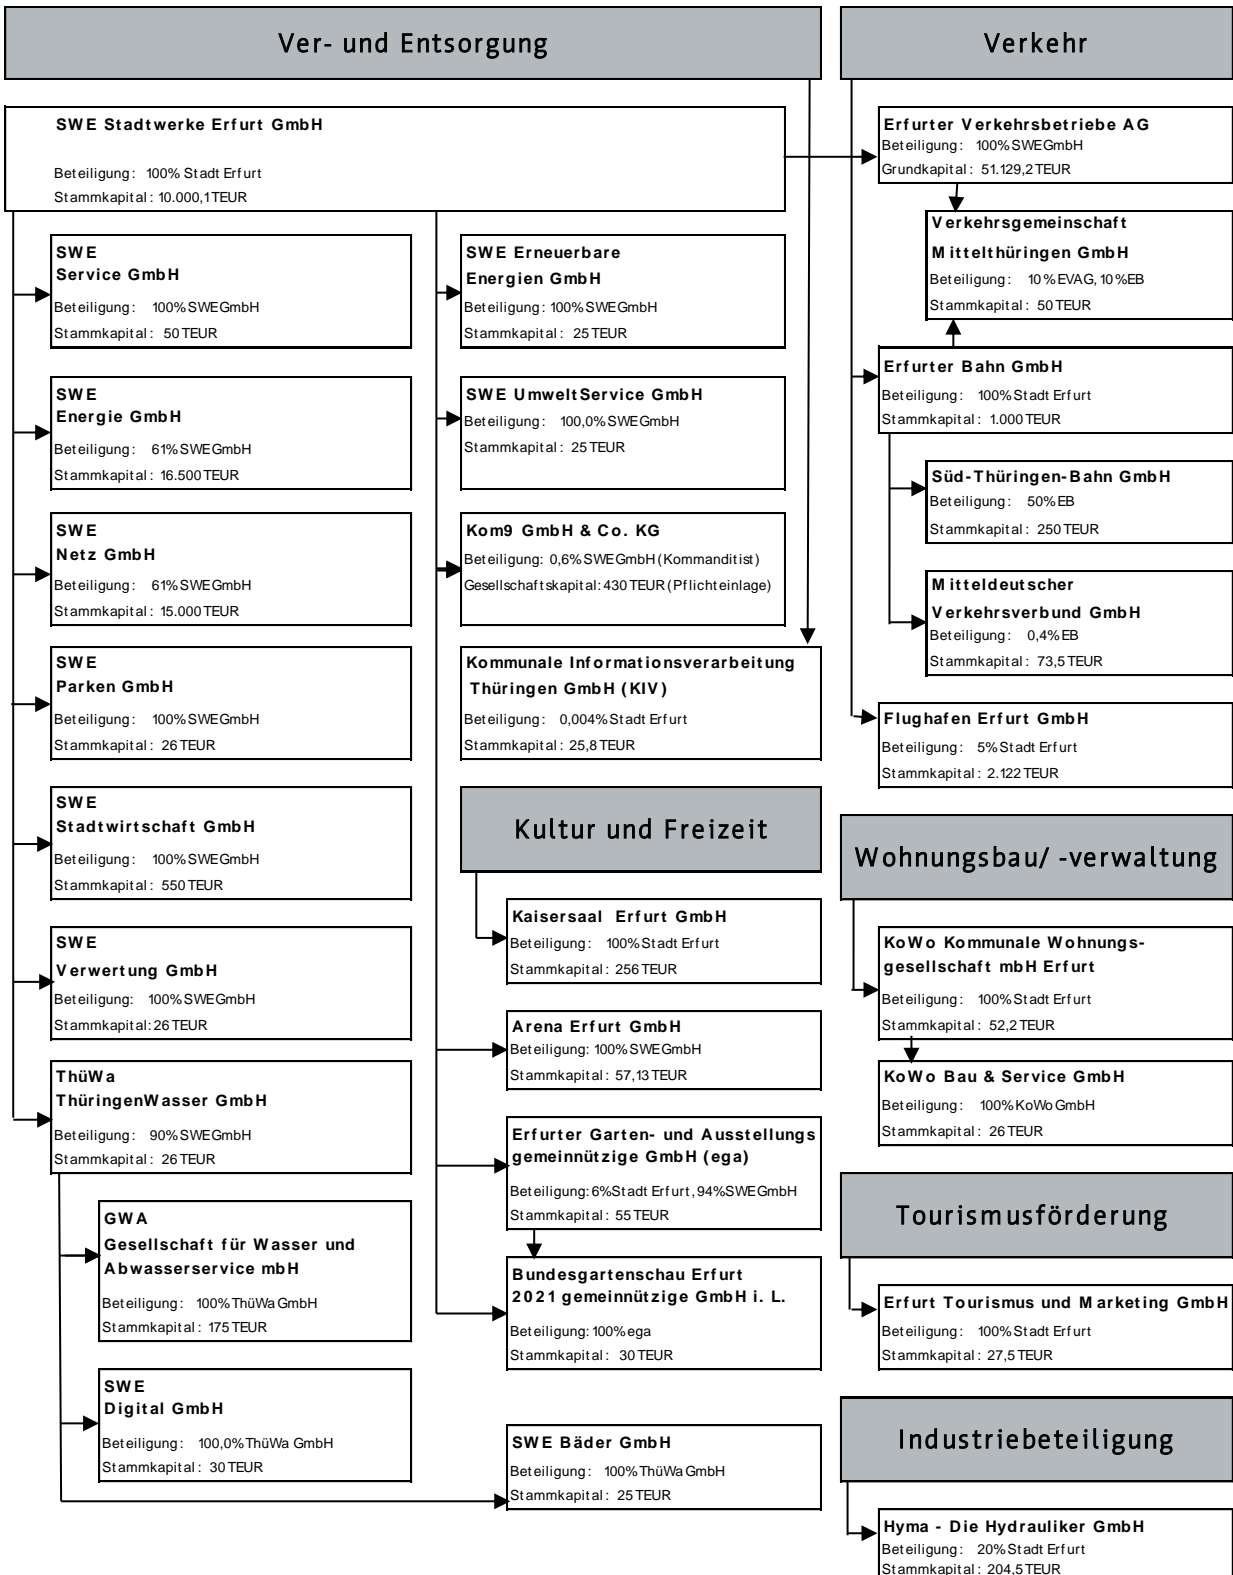 Ver- und Entsorgung
SWE Stadtwerke Erfurt GmbH
Beteiligung: 100% Stadt Erfurt
Stammkapital: 10.000,1 TEUR
SWE
Service GmbH
Beteiligung: 100% SWE GmbH
Stammkapital: 50 TEUR
SWE
Energie GmbH
Beteiligung: 61% SWE GmbH
Stammkapital: 16.500 TEUR
SWE
Netz GmbH
Beteiligung: 61% SWE GmbH
Stammkapital: 15.000 TEUR
SWE
Parken GmbH
Beteiligung: 100% SWE GmbH
Stammkapital: 26 TEUR
SWE
Stadtwirtschaft GmbH
Beteiligung: 100% SWE GmbH
Stammkapital: 550 TEUR
SWE
Verwertung GmbH
Beteiligung: 100% SWE GmbH
Stammkapital: 26 TEUR
ThüWa
ThüringenWasser GmbH
Beteiligung: 90% SWE GmbH
Stammkapital: 26 TEUR
GWA
Gesellschaft für Wasser und
Abwasserservice mbH
Beteiligung: 100% ThüWa GmbH
Stammkapital: 175 TEUR
SWE
Digital GmbH
Beteiligung: 100,0% ThüWa GmbH
Stammkapital: 30 TEUR
SWE Erneuerbare
Energien GmbH
Beteiligung: 100% SWE GmbH
Stammkapital: 25 TEUR
SWE UmweltService GmbH
Beteiligung: 100,0% SWE GmbH
Stammkapital: 25 TEUR
Kom9 GmbH & Co. KG
Beteiligung: 0,6% SWE GmbH (Kommanditist)
Gesellschaftskapital: 430 TEUR (Pflichteinlage)
Kommunale Informationsverarbeitung
Thüringen GmbH (KIV)
Beteiligung: 0,004% Stadt Erfurt
Stammkapital: 25,8 TEUR
Kultur und Freizeit
Kaisersaal Erfurt GmbH
Beteiligung: 100% Stadt Erfurt
Stammkapital: 256 TEUR
Arena Erfurt GmbH
Beteiligung: 100% SWE GmbH
Stammkapital: 57,13 TEUR
Erfurter Garten- und Ausstellungs
gemeinnützige GmbH (ega)
Beteiligung: 6% Stadt Erfurt, 94% SWE GmbH
Stammkapital: 55 TEUR
Bundesgartenschau Erfurt
2021 gemeinnützige GmbH i. L.
Beteiligung: 100% ega
Stammkapital: 30 TEUR
SWE Bäder GmbH
Beteiligung: 100% ThüWa GmbH
Stammkapital: 25 TEUR
Verkehr
Erfurter Verkehrsbetriebe AG
Beteiligung: 100% SWE GmbH
Grundkapital: 51.129,2 TEUR
Verkehrsgemeinschaft
Mittelthüringen GmbH
Beteiligung: 10% EVAG, 10% EB
Stammkapital: 50 TEUR
Erfurter Bahn GmbH
Beteiligung: 100% Stadt Erfurt
Stammkapital: 1.000 TEUR
Süd-Thüringen-Bahn GmbH
Beteiligung: 50% EB
Stammkapital: 250 TEUR
Mitteldeutscher
Verkehrsverbund GmbH
Beteiligung: 0,4% EB
Stammkapital: 73,5 TEUR
Flughafen Erfurt GmbH
Beteiligung: 5% Stadt Erfurt
Stammkapital: 2.122 TEUR
Wohnungsbau/ -verwaltung
KoWo Kommunale Wohnungs-
gesellschaft mbH Erfurt
Beteiligung: 100% Stadt Erfurt
Stammkapital: 52,2 TEUR
KoWo Bau & Service GmbH
Beteiligung: 100% KoWo GmbH
Stammkapital: 26 TEUR
Tourismusförderung
Erfurt Tourismus und Marketing GmbH
Beteiligung: 100% Stadt Erfurt
Stammkapital: 27,5 TEUR
Industriebeteiligung
Hyma - Die Hydrauliker GmbH
Beteiligung: 20% Stadt Erfurt
Stammkapital: 204,5 TEUR